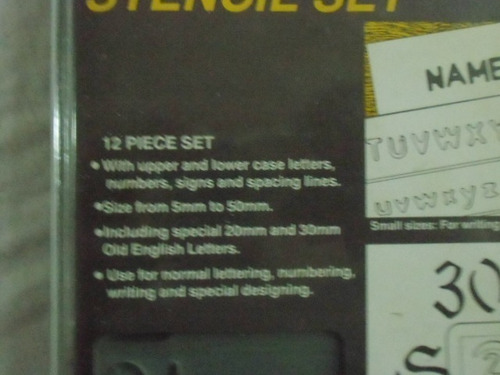 STENCIL SET
12 PIECE SET
• With upper and lower case letters,
numbers, signs and spacing lines.
• Size from 5mm to 50mm.
• Including special 20mm and 30mm
Old English Letters.
• Use for normal lettering, numbering,
writing and special designing.
NAME
TUVWXY
uvwxyz
Small sizes: For writing
30
S